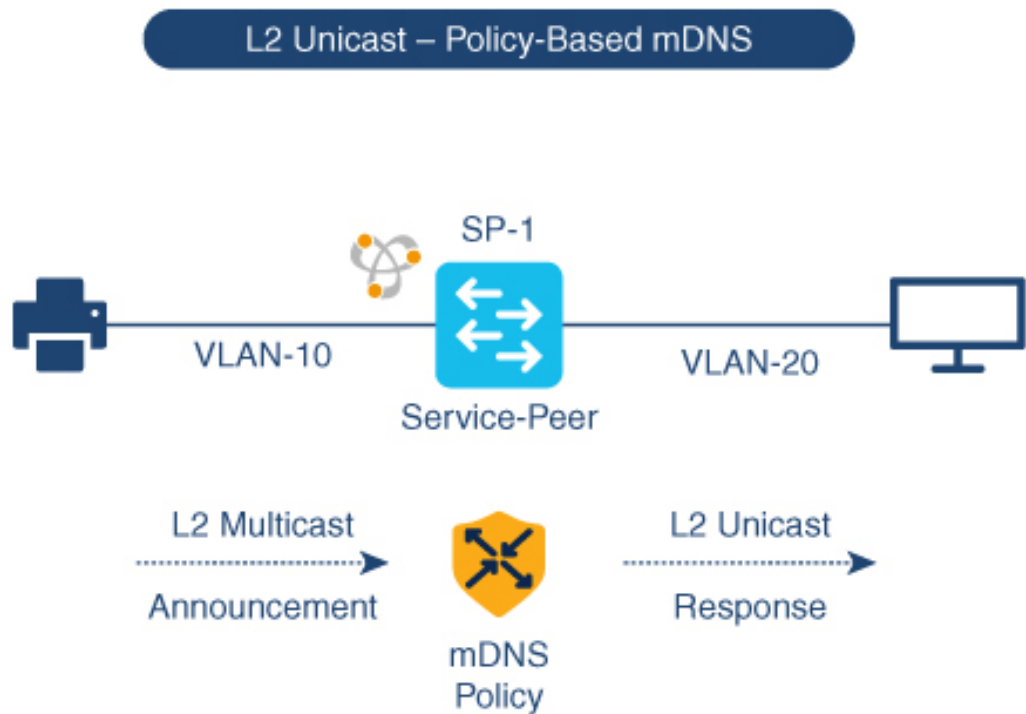 L2 Unicast – Policy-Based mDNS
SP-1
VLAN-10
VLAN-20
Service-Peer
L2 Multicast
Announcement
L2 Unicast
Response
mDNS
Policy